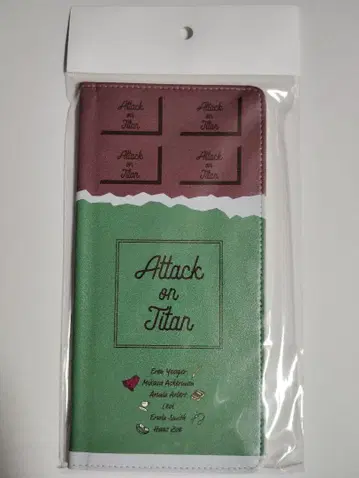 Attack
on
Titan
Attack
on
Titan
Attack
on
Titan
Attack
on
Titan
Attack
on
Titan
Eren Yeager
Mikasa Ackerman
Armin Arlert
Levi
Erwin Smith
Hange Zoë